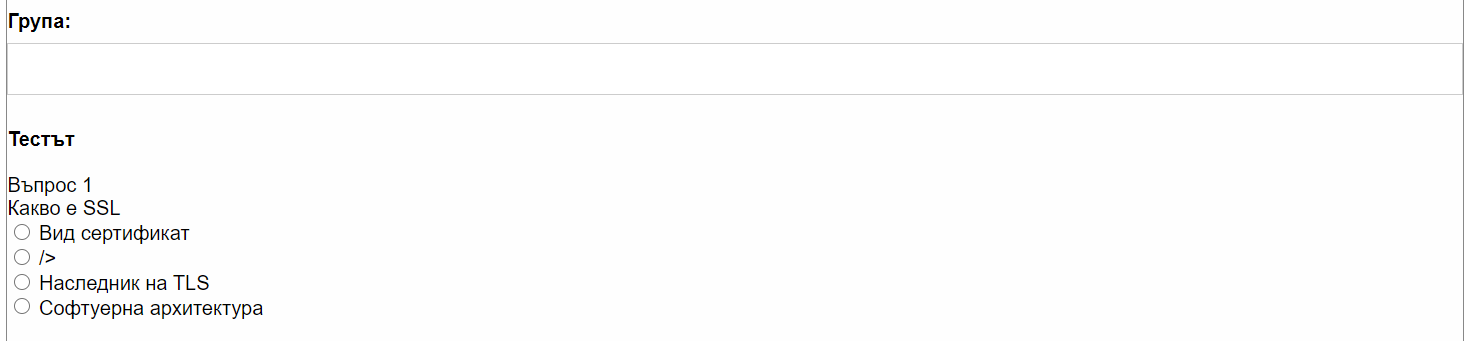 Група:
Тестът
Въпрос 1
Какво е SSL
Вид сертификат
/>
Наследник на TLS
Софтуерна архитектура